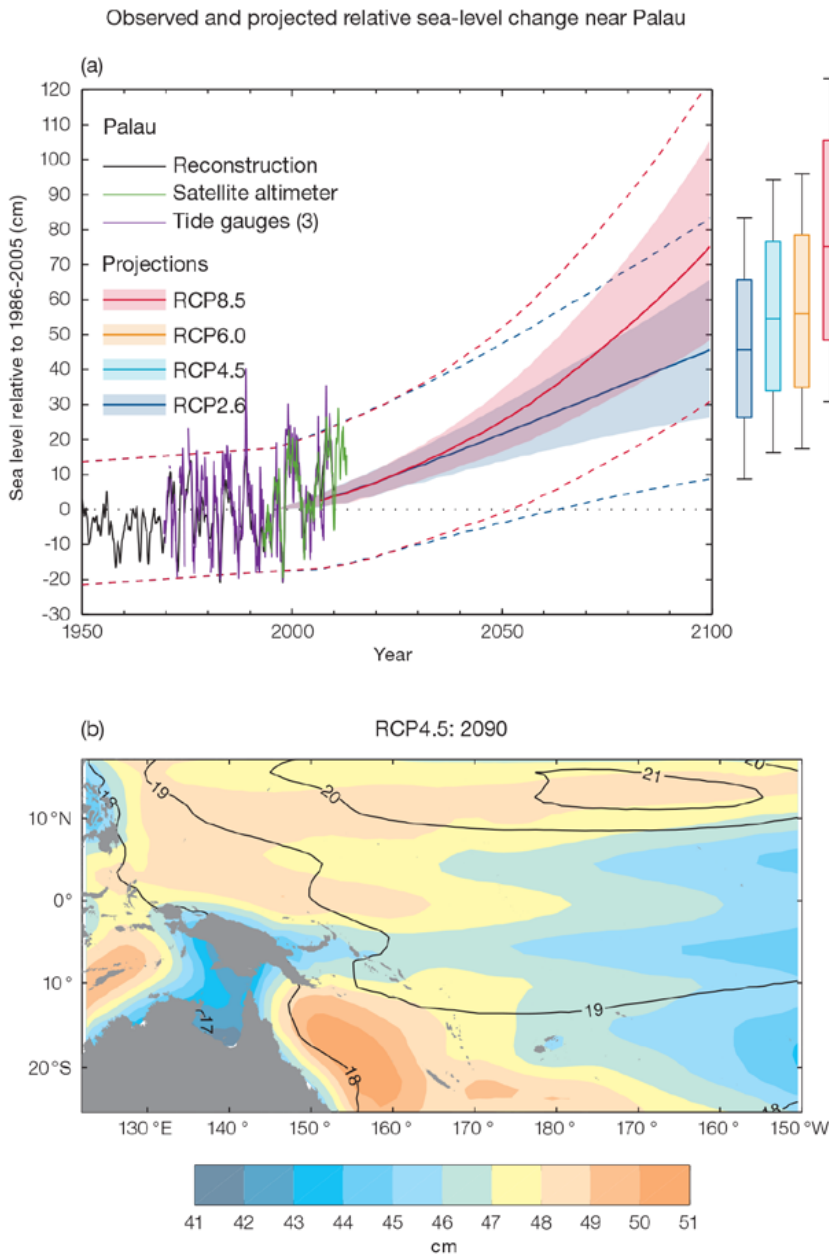 Observed and projected relative sea-level change near Palau
(a)
120
110
100
90
80
70
60
50
40
30
20
10
0
-10
-20
-30
Sea level relative to 1986-2005 (cm)
Palau
Reconstruction
Satellite altimeter
Tide gauges (3)
Projections
RCP8.5
RCP6.0
RCP4.5
RCP2.6
1950 2000 2050 2100
Year
(b) RCP4.5: 2090
10°N
0°
10°S
20°S
18
19
20
21
20
17
18
19
18
130°E 140° 150° 160° 170° 180° 170° 160° 150°W
41 42 43 44 45 46 47 48 49 50 51
cm